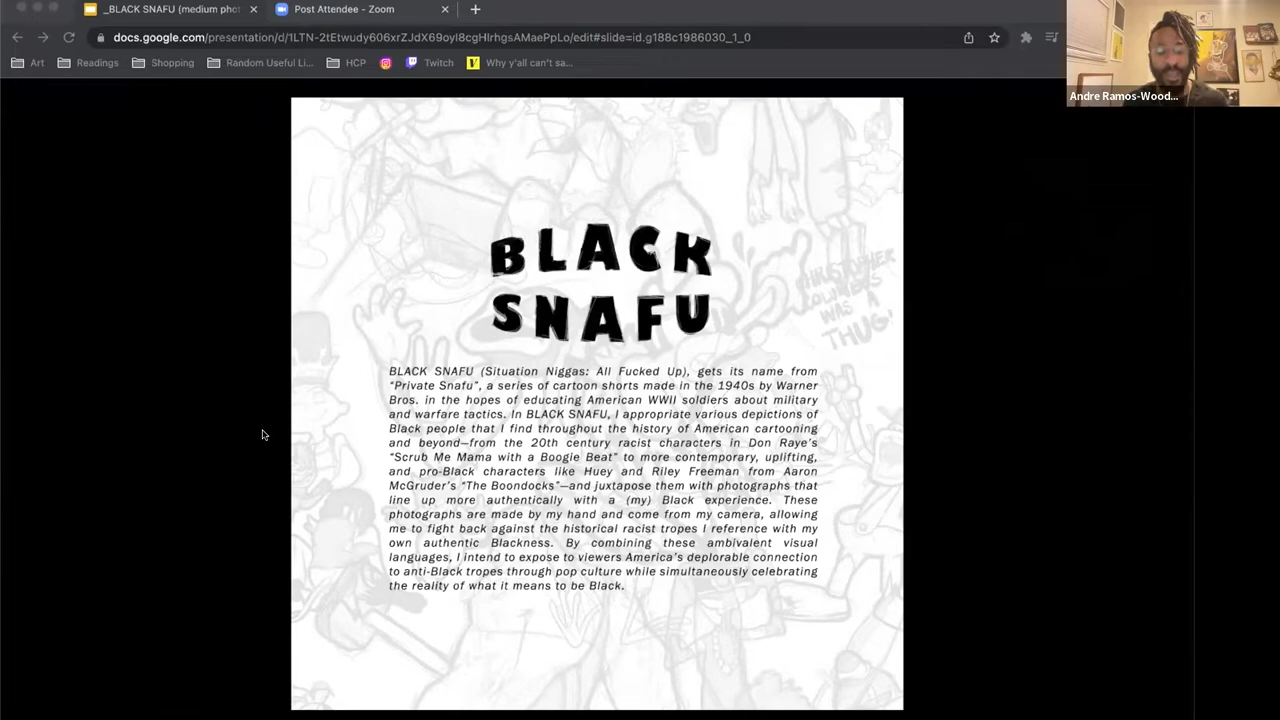 _BLACK SNAFU (medium phot
Post Attendee - Zoom
docs.google.com/presentation/d/1LTN-2tEtwudy606xrZJdX69oyI8cgHlrhgsAMaePpLo/edit#slide=id.g188c1986030_1_0
Art Readings Shopping Random Useful Li... HCP Twitch Why y'all can't sa...
Andre Ramos-Wood...
BLACK
SNAFU
CHRISTOPHER
WAS A
THUG!
BLACK SNAFU (Situation Niggas: All Fucked Up), gets its name from
“Private Snafu”, a series of cartoon shorts made in the 1940s by Warner
Bros. in the hopes of educating American WWII soldiers about military
and warfare tactics. In BLACK SNAFU, I appropriate various depictions of
Black people that I find throughout the history of American cartooning
and beyond—from the 20th century racist characters in Don Raye’s
“Scrub Me Mama with a Boogie Beat” to more contemporary, uplifting,
and pro-Black characters like Huey and Riley Freeman from Aaron
McGruder’s “The Boondocks”—and juxtapose them with photographs that
line up more authentically with a (my) Black experience. These
photographs are made by my hand and come from my camera, allowing
me to fight back against the historical racist tropes I reference with my
own authentic Blackness. By combining these ambivalent visual
languages, I intend to expose to viewers America’s deplorable connection
to anti-Black tropes through pop culture while simultaneously celebrating
the reality of what it means to be Black.